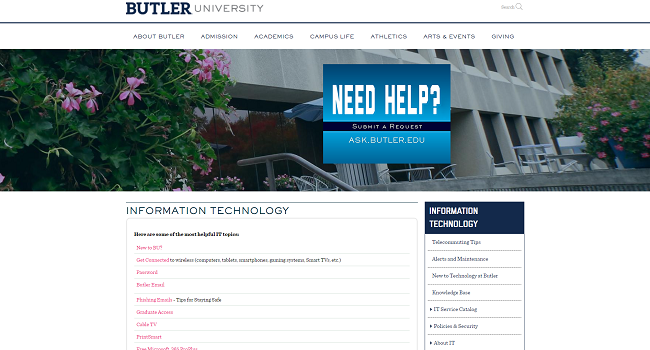 BUTLER UNIVERSITY
Search
ABOUT BUTLER ADMISSION ACADEMICS CAMPUS LIFE ATHLETICS ARTS & EVENTS GIVING
NEED HELP?
SUBMIT A REQUEST
ASK.BUTLER.EDU
INFORMATION TECHNOLOGY
Here are some of the most helpful IT topics:
New to BU?
Get Connected to wireless (computers, tablets, smartphones, gaming systems, Smart TVs, etc.)
Password
Butler Email
Phishing Emails - Tips for Staying Safe
Graduate Access
Cable TV
PrintSmart
Free Microsoft 365 ProPlus
INFORMATION
TECHNOLOGY
Telecommuting Tips
Alerts and Maintenance
New to Technology at Butler
Knowledge Base
IT Service Catalog
Policies & Security
About IT